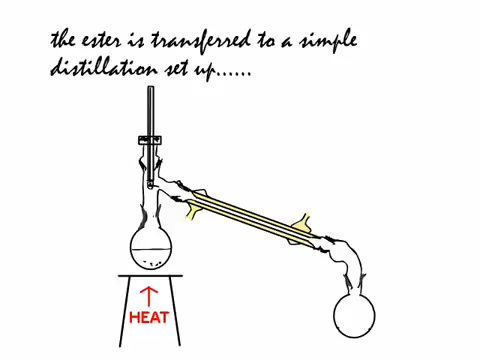 the ester is transferred to a simple
distillation set up......
HEAT